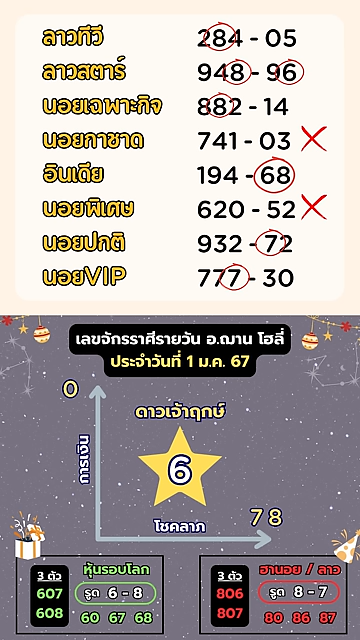 ลาวทีวี 284 - 05
ลาวสตาร์ 948 - 96
นอยเฉพาะกิจ 882 - 14
นอยกาชาด 741 - 03
อินเดีย 194 - 68
นอยพิเศษ 620 - 52
นอยปกติ 932 - 72
นอยVIP 777 - 30
เลขจักรราศีรายวัน อ.ฌาน โฮลี่
ประจำวันที่ 1 ม.ค. 67
0
ดาวเจ้าฤกษ์
การเงิน
6
โชคลาภ
7 8
3 ตัว
607
608
หุ้นรอบโลก
รูด 6 - 8
60 67 68
3 ตัว
806
807
ฮานอย / ลาว
รูด 8 - 7
80 86 87